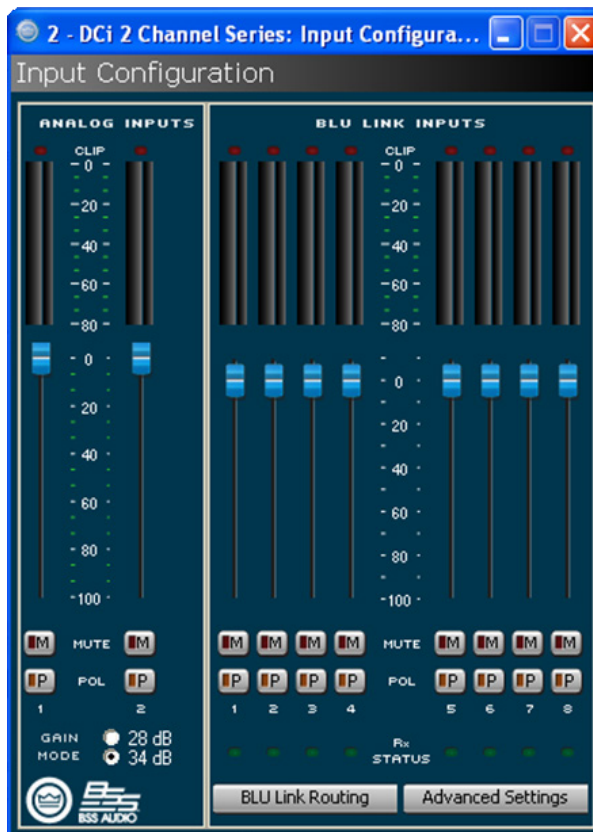 2 - DCi 2 Channel Series: Input Configura...
Input Configuration
ANALOG INPUTS
CLIP
0
20
40
60
80
0
20
40
60
80
100
M MUTE M
P POL P
1 2
GAIN MODE
28 dB
34 dB
BSS
BSS AUDIO
BLU LINK INPUTS
CLIP
0
20
40
60
80
0
20
40
60
80
100
M M M M MUTE M M M M
P P P P POL P P P P
1 2 3 4 5 6 7 8
Rx
STATUS
BLU Link Routing Advanced Settings